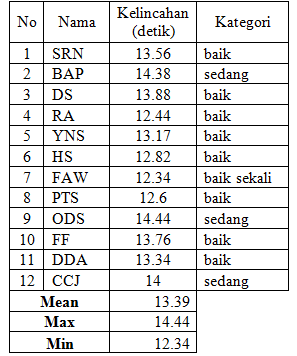 No Nama Kelincahan (detik) Kategori
1 SRN 13.56 baik
2 BAP 14.38 sedang
3 DS 13.88 baik
4 RA 12.44 baik
5 YNS 13.17 baik
6 HS 12.82 baik
7 FAW 12.34 baik sekali
8 PTS 12.6 baik
9 ODS 14.44 sedang
10 FF 13.76 baik
11 DDA 13.34 baik
12 CCJ 14 sedang
Mean 13.39
Max 14.44
Min 12.34